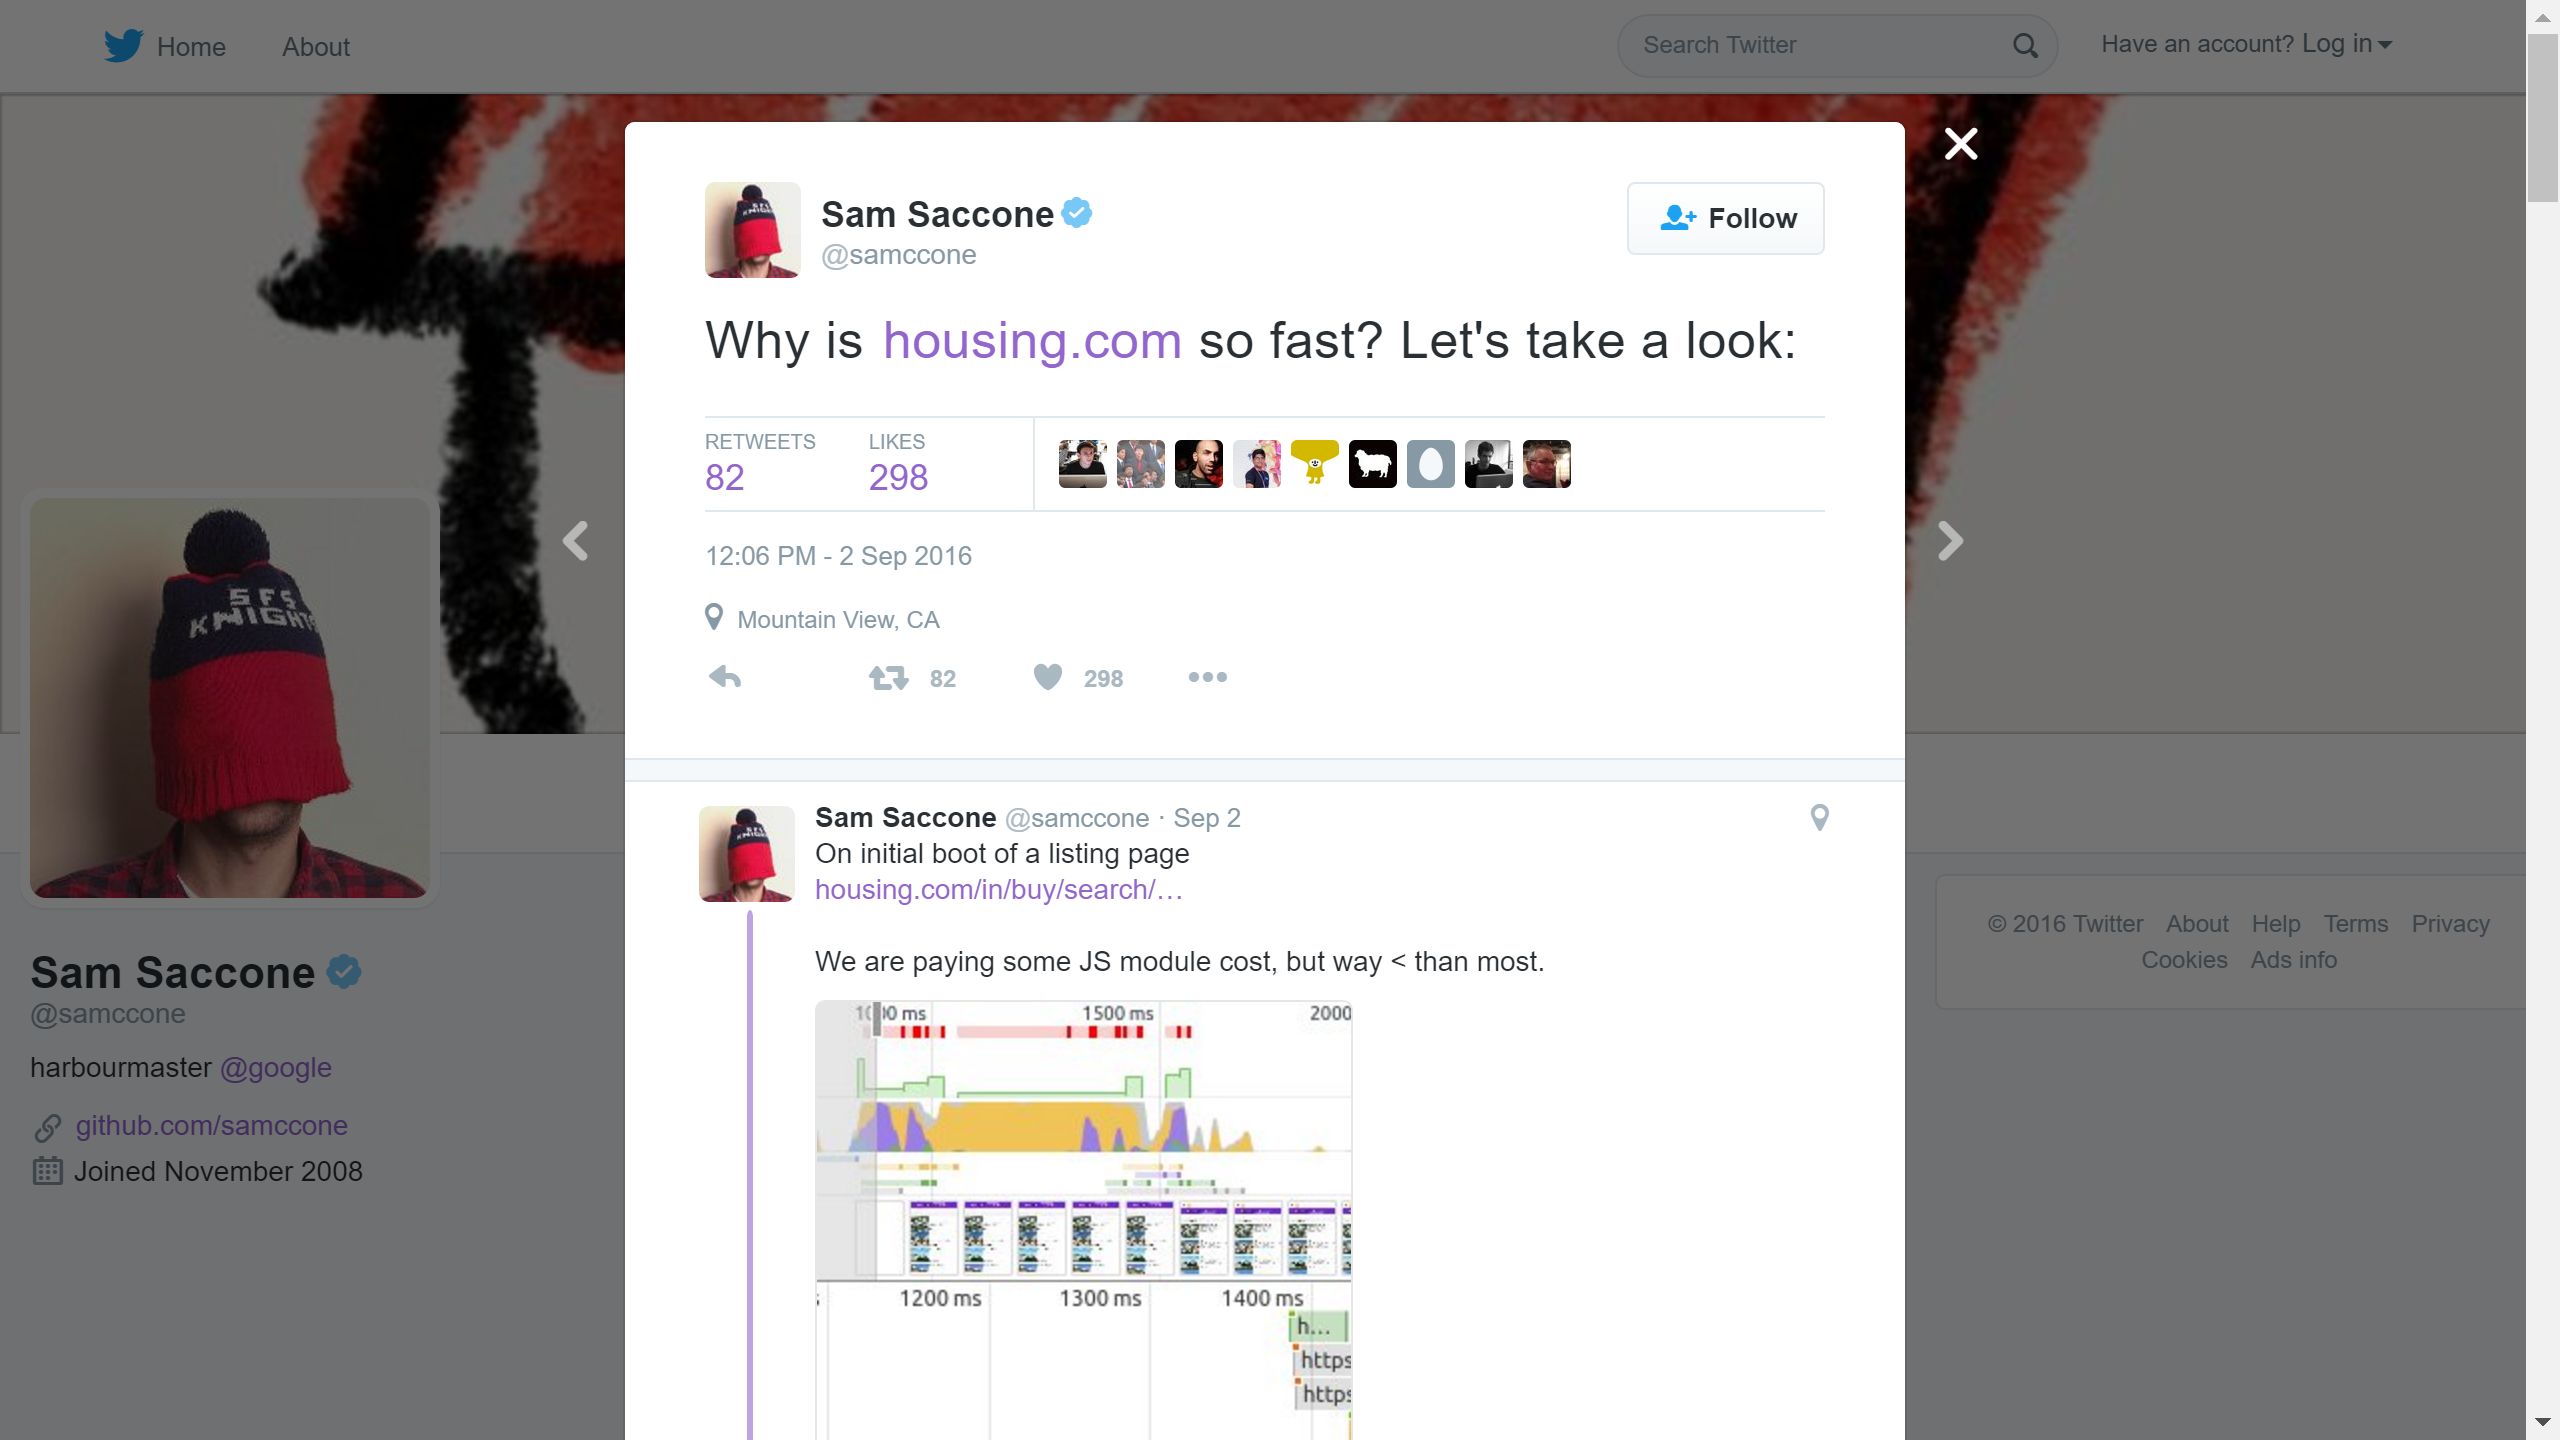 Home
About
Search Twitter
Have an account? Log in
Sam Saccone
@samccone
Follow
Why is housing.com so fast? Let's take a look:
RETWEETS
82
LIKES
298
12:06 PM - 2 Sep 2016
Mountain View, CA
82
298
Sam Saccone @samccone · Sep 2
On initial boot of a listing page
housing.com/in/buy/search/…
We are paying some JS module cost, but way < than most.
1500 ms
2000
1200 ms
1300 ms
1400 ms
h...
https
https
SFS
KNIGHTS
Sam Saccone
@samccone
harbourmaster @google
github.com/samccone
Joined November 2008
© 2016 Twitter About Help Terms Privacy
Cookies Ads info